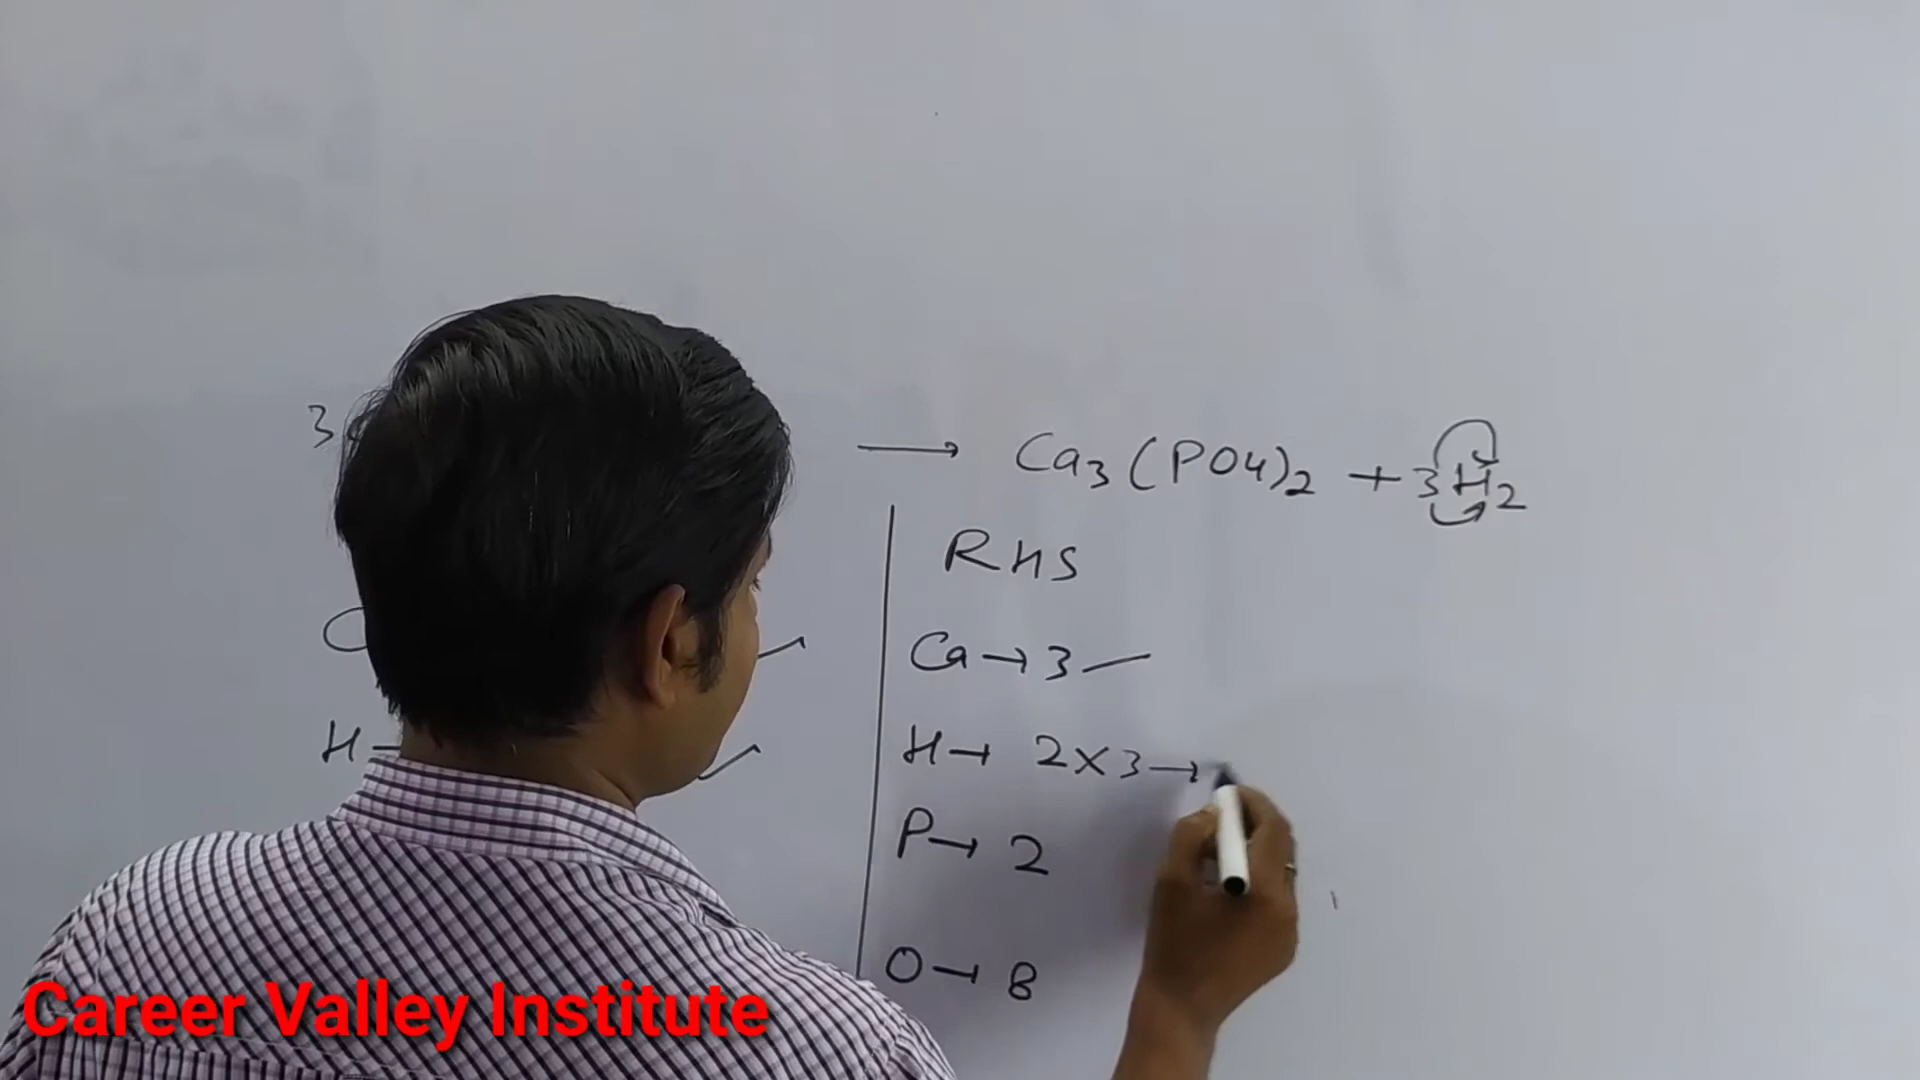 3 → Ca3(PO4)2 + 3H2
RHS
Ca → 3
H → 2×3 →
P → 2
O → 8
Career Valley Institute